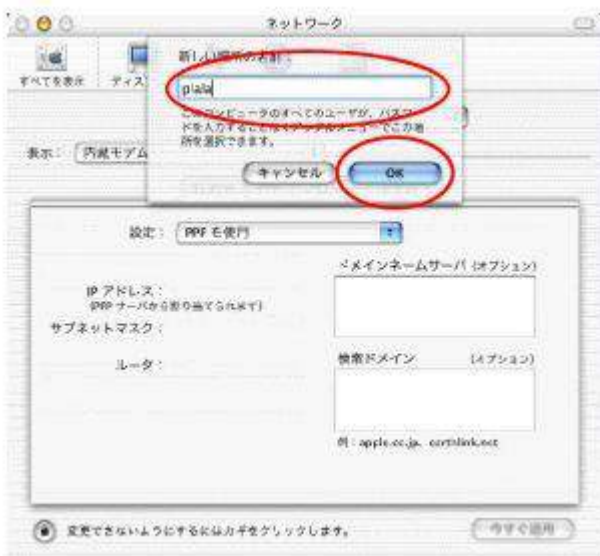 ネットワーク
すべてを表示
ディス
新しい場所の名前：
plala
このコンピュータのすべてのユーザが、パスワー
ドを入力することなくアップルメニューでこの場
所を選択できます。
表示： 内蔵モデム
キャンセル
OK
設定： PPP を使用
ドメインネームサーバ (オプション)
IP アドレス：
(PPP サーバから割り当てられます)
サブネットマスク：
ルータ：
検索ドメイン (オプション)
例：apple.co.jp、earthlink.net
変更できないようにするにはカギをクリックします。
今すぐ適用